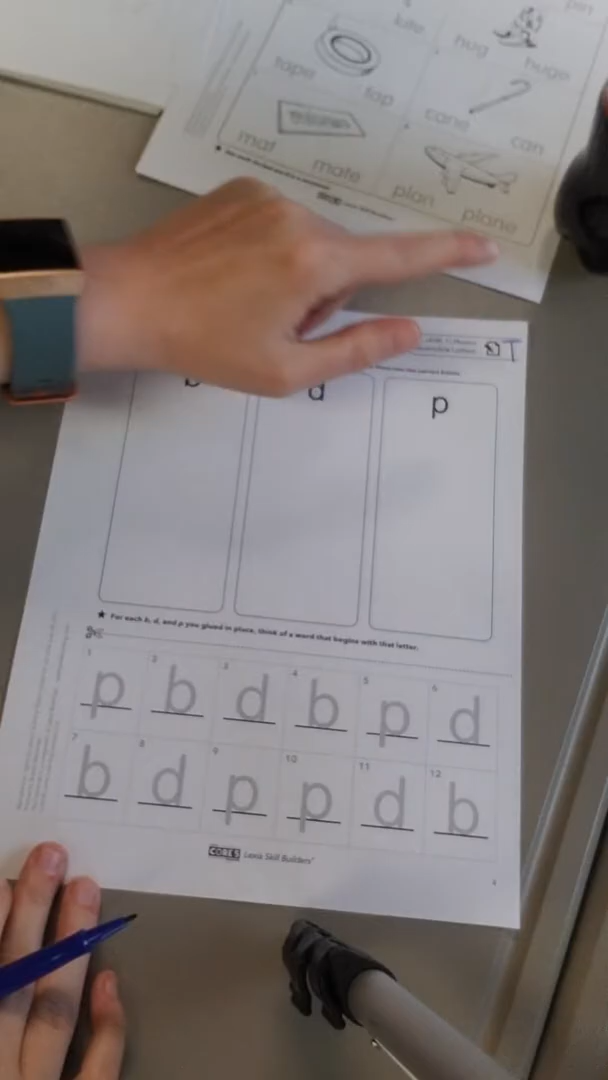 kite
pin
hug
huge
tape
tap
cane
can
mat
mate
plan
plane
b
d
p
★ For each b, d, and p you glued in place, think of a word that begins with that letter.
1 p 2 b 3 d 4 b 5 p 6 d
7 b 8 d 9 p 10 p 11 d 12 b
CORE5 Lexia Skill Builders®